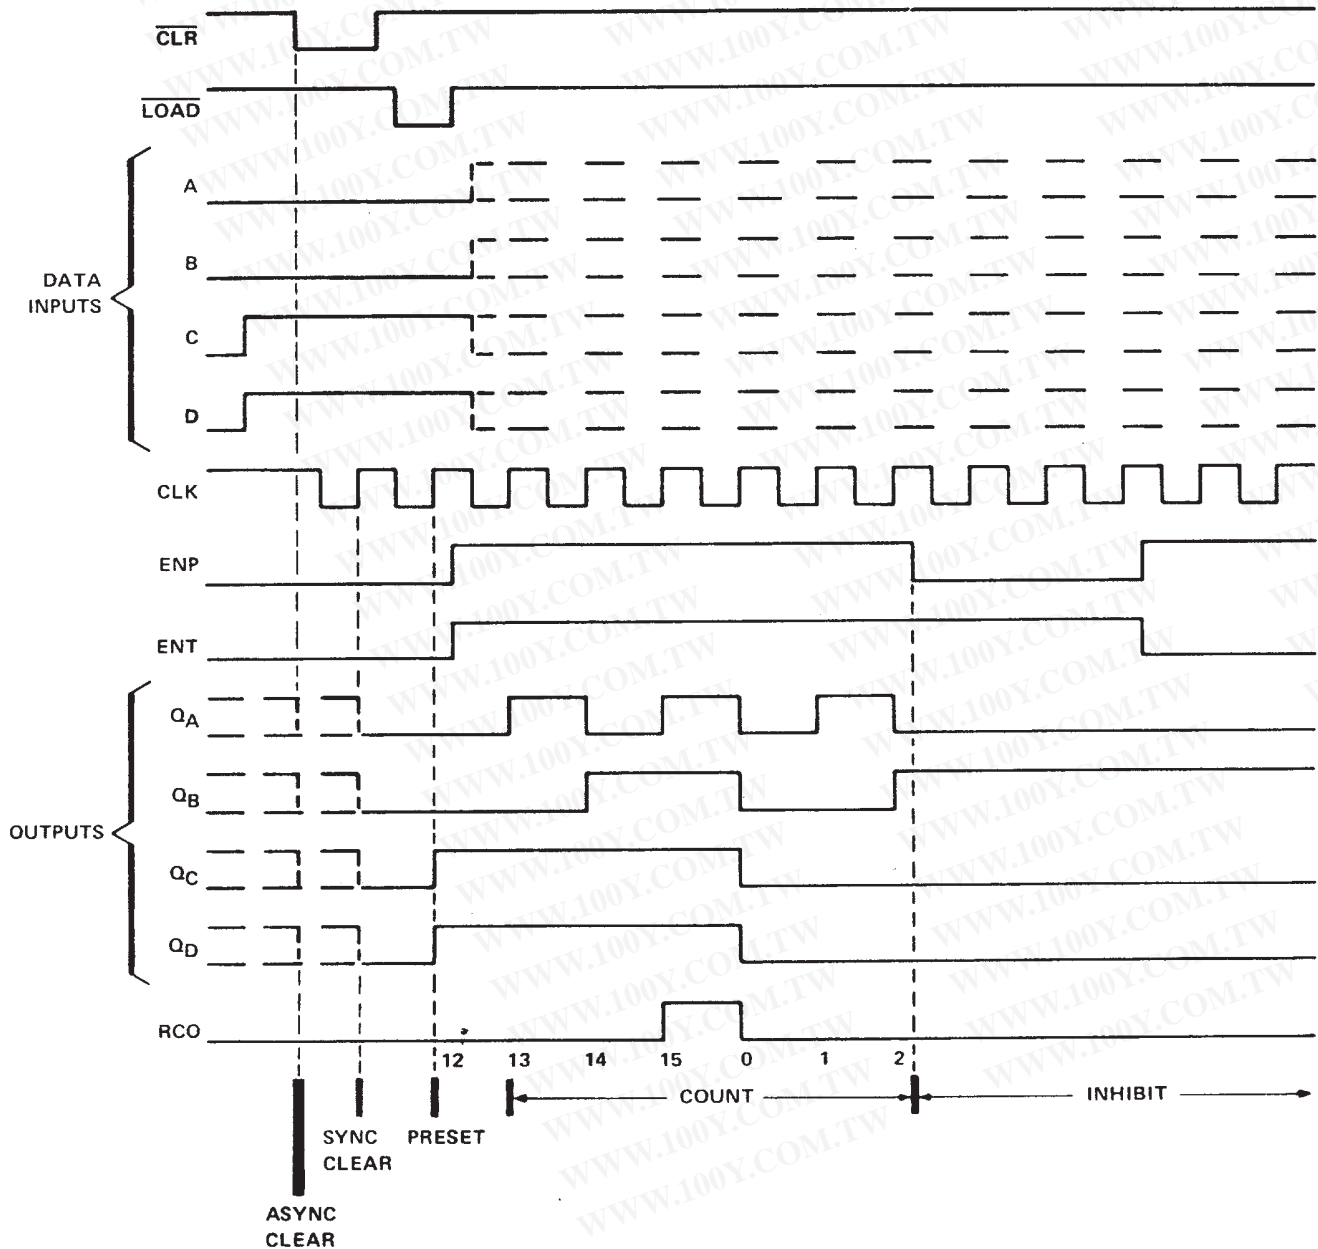 CLR
LOAD
A
B
DATA
INPUTS
C
D
CLK
ENP
ENT
QA
QB
OUTPUTS
QC
QD
RCO
12 13 14 15 0 1 2
COUNT INHIBIT
SYNC
CLEAR
PRESET
ASYNC
CLEAR
WWW.100Y.COM.TW